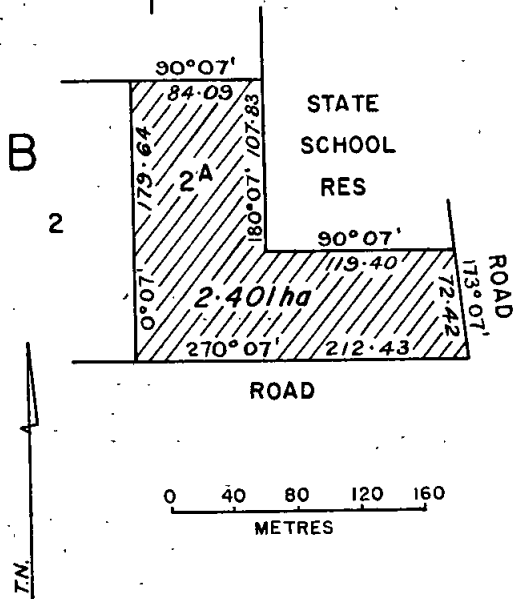 90°07'
84·09
STATE
SCHOOL
RES
B
2
2A
179·64
0°07'
107·83
180°07'
90°07'
119·40
ROAD
173°07'
72·42
2·401ha
270°07'
212·43
ROAD
0 40 80 120 160
METRES
T.N.